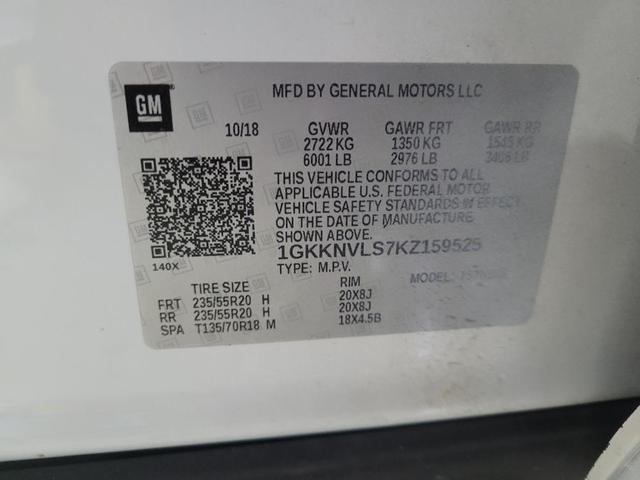 GM
MFD BY GENERAL MOTORS LLC
10/18 GVWR GAWR FRT GAWR RR
2722 KG 1350 KG 1545 KG
6001 LB 2976 LB 3406 LB
THIS VEHICLE CONFORMS TO ALL
APPLICABLE U.S. FEDERAL MOTOR
VEHICLE SAFETY STANDARDS IN EFFECT
ON THE DATE OF MANUFACTURE
SHOWN ABOVE.
140X
1GKKNVLS7KZ159525
TYPE: M.P.V. MODEL:
TIRE SIZE RIM
FRT 235/55R20 H 20X8J
RR 235/55R20 H 20X8J
SPA T135/70R18 M 18X4.5B